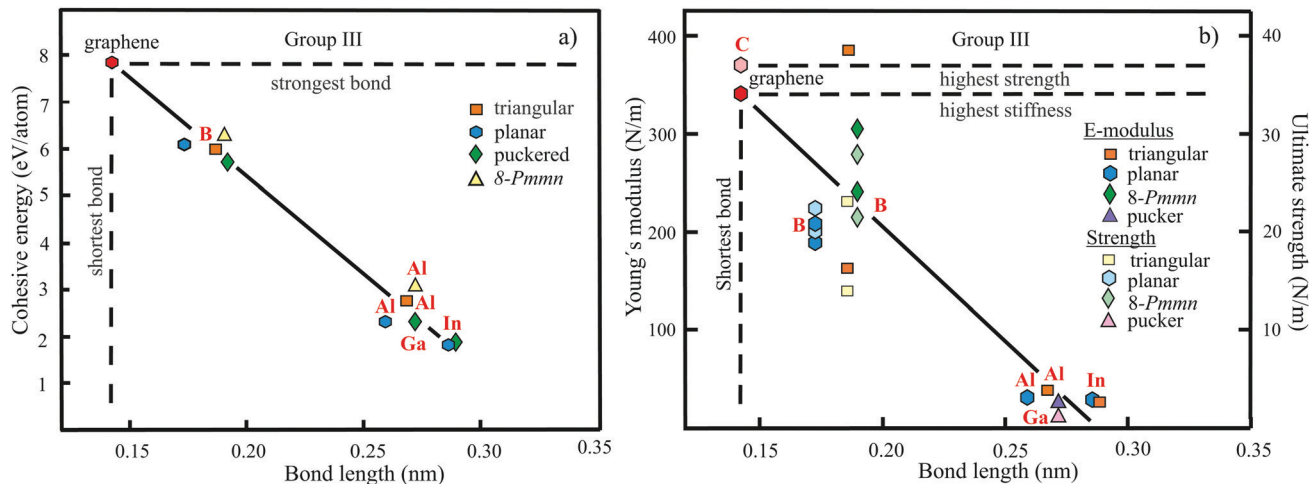 Group III
a)
graphene
8
strongest bond
7
triangular
B
planar
6
puckered
8-Pmmn
5
4
Al
3
Al
Al
In
2
Ga
1
shortest bond
Cohesive energy (eV/atom)
0.15
0.20
0.25
0.30
0.35
Bond length (nm)
Group III
b)
400
40
C
highest strength
graphene
highest stiffness
E-modulus
300
30
triangular
planar
8-Pmmn
B
pucker
B
200
20
Strength
triangular
planar
8-Pmmn
pucker
100
10
Al
Al
In
Ga
Shortest bond
Young´s modulus (N/m)
Ultimate strength (N/m)
0.15
0.20
0.25
0.30
Bond length (nm)